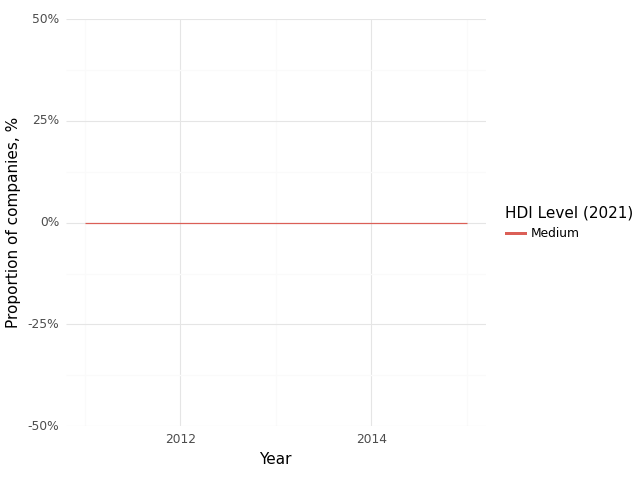 50%
25%
0%
-25%
-50%
Proportion of companies, %
2012
2014
Year
HDI Level (2021)
Medium